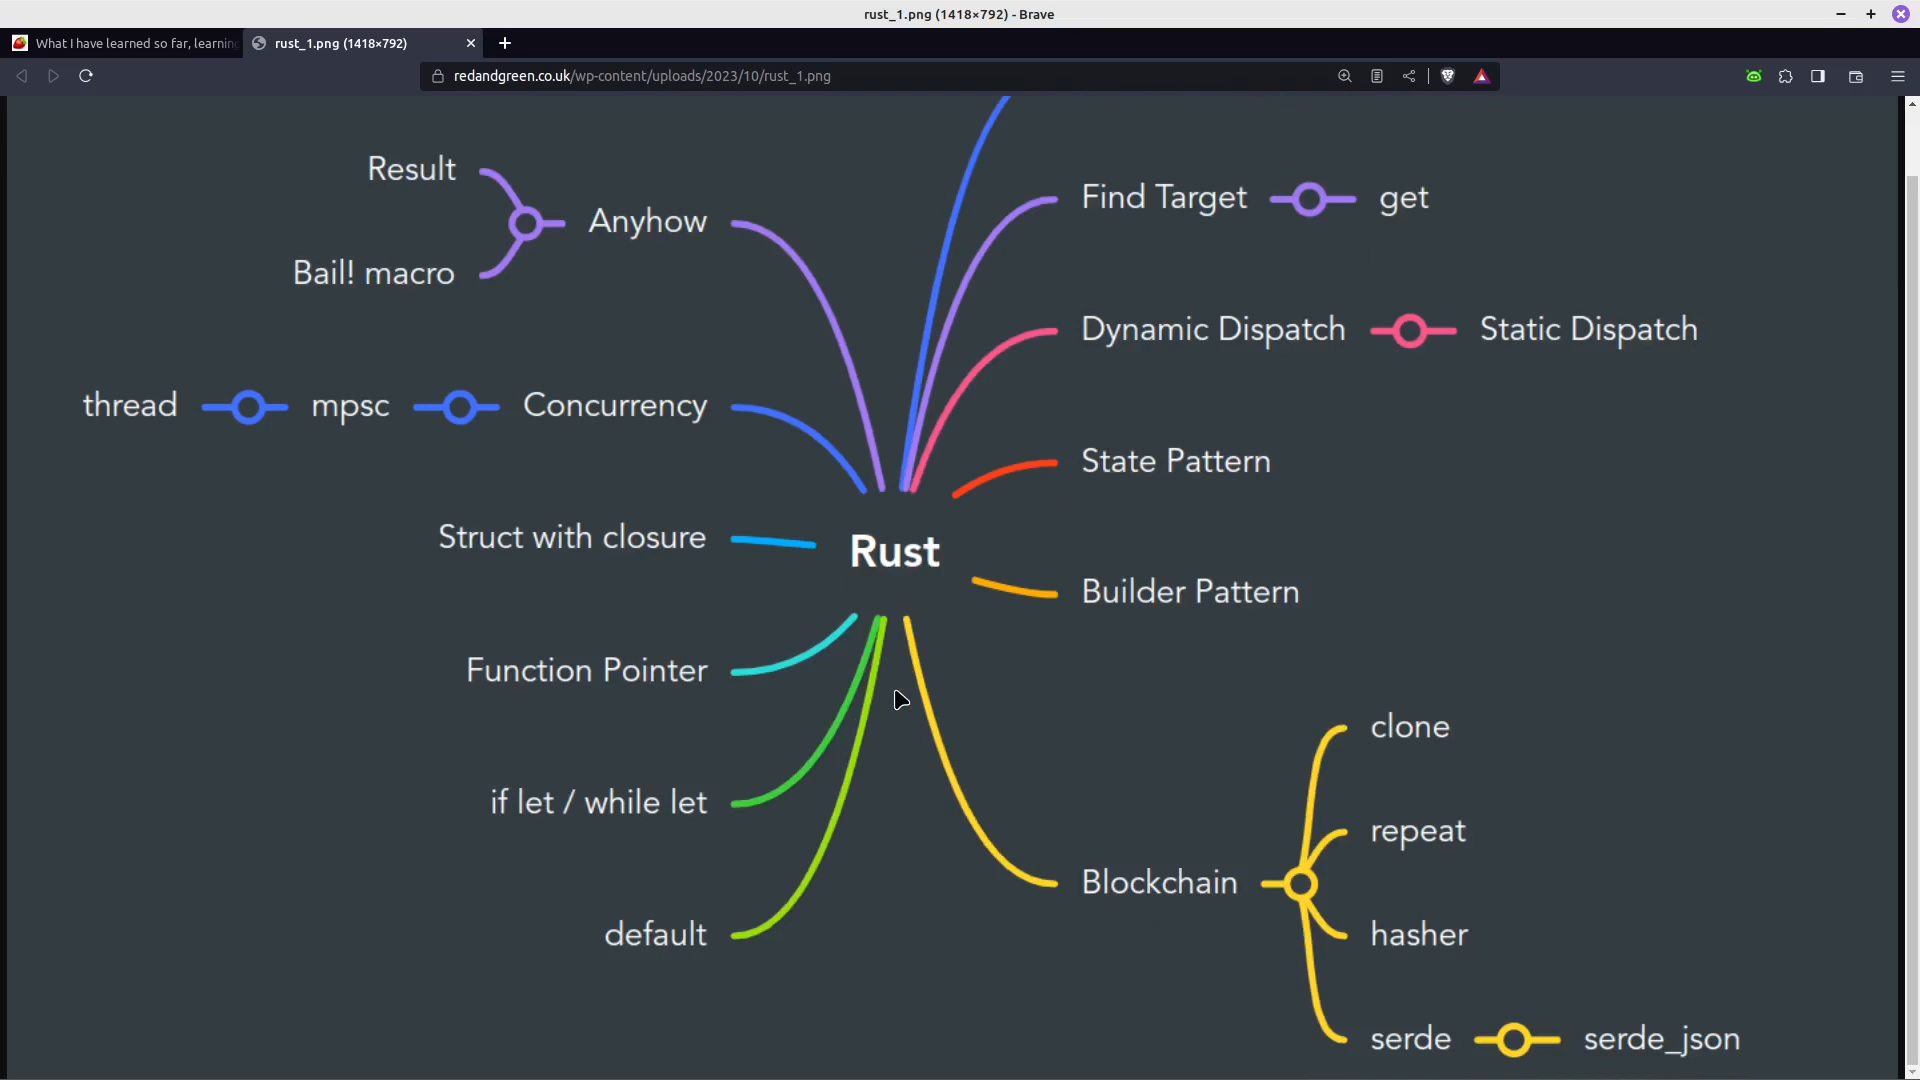 rust_1.png (1418×792) - Brave
What I have learned so far, learning
rust_1.png (1418×792)
redandgreen.co.uk/wp-content/uploads/2023/10/rust_1.png
Result
Anyhow
Bail! macro
thread
mpsc
Concurrency
Struct with closure
Function Pointer
if let / while let
default
Rust
Find Target
get
Dynamic Dispatch
Static Dispatch
State Pattern
Builder Pattern
Blockchain
clone
repeat
hasher
serde
serde_json